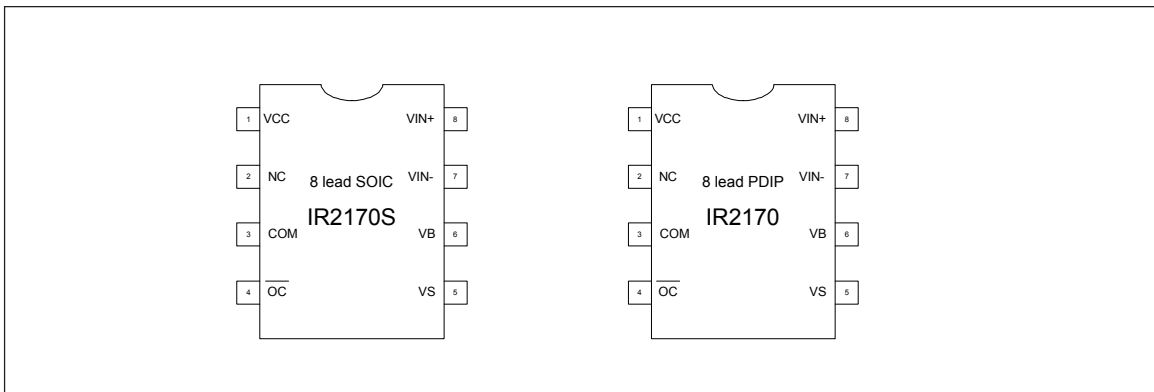 1 VCC VIN+ 8
2 NC 8 lead SOIC VIN- 7
IR2170S
3 COM VB 6
4 O̅C̅ VS 5
1 VCC VIN+ 8
2 NC 8 lead PDIP VIN- 7
IR2170
3 COM VB 6
4 O̅C̅ VS 5